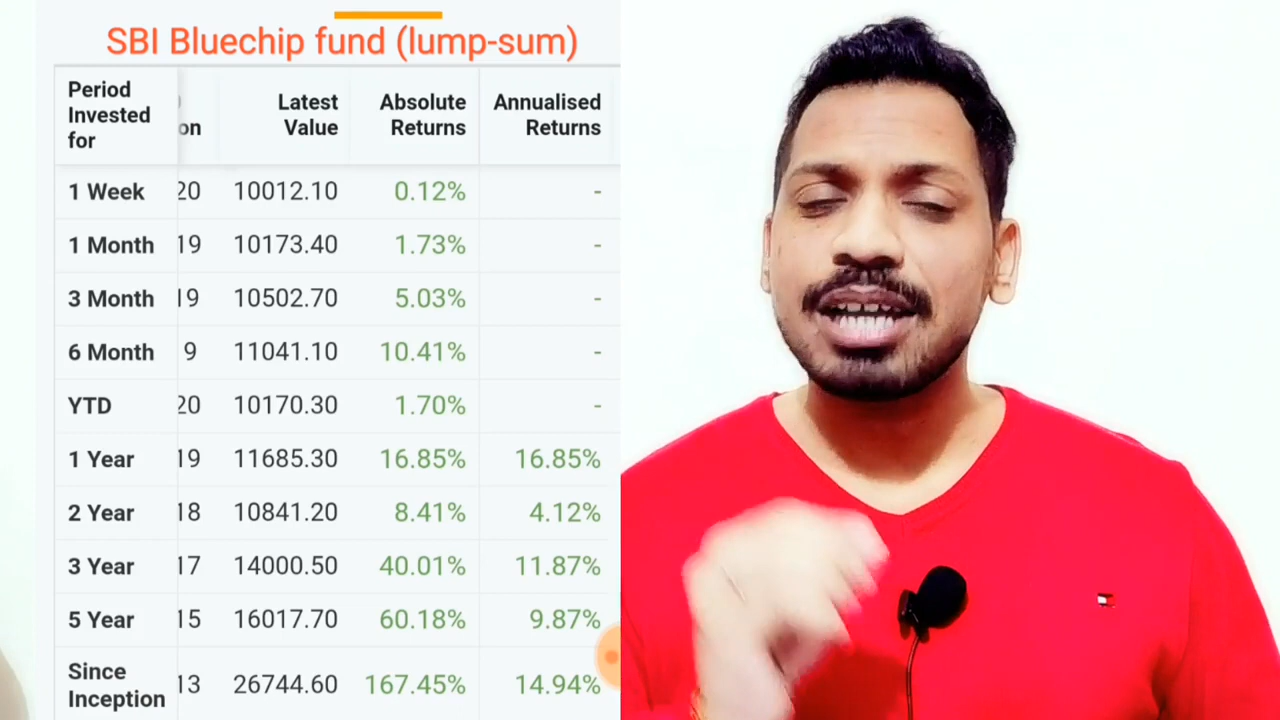 SBI Bluechip fund (lump-sum)
Period Invested for on Latest Value Absolute Returns Annualised Returns
1 Week 20 10012.10 0.12% -
1 Month 19 10173.40 1.73% -
3 Month 19 10502.70 5.03% -
6 Month 9 11041.10 10.41% -
YTD 20 10170.30 1.70% -
1 Year 19 11685.30 16.85% 16.85%
2 Year 18 10841.20 8.41% 4.12%
3 Year 17 14000.50 40.01% 11.87%
5 Year 15 16017.70 60.18% 9.87%
Since Inception 13 26744.60 167.45% 14.94%